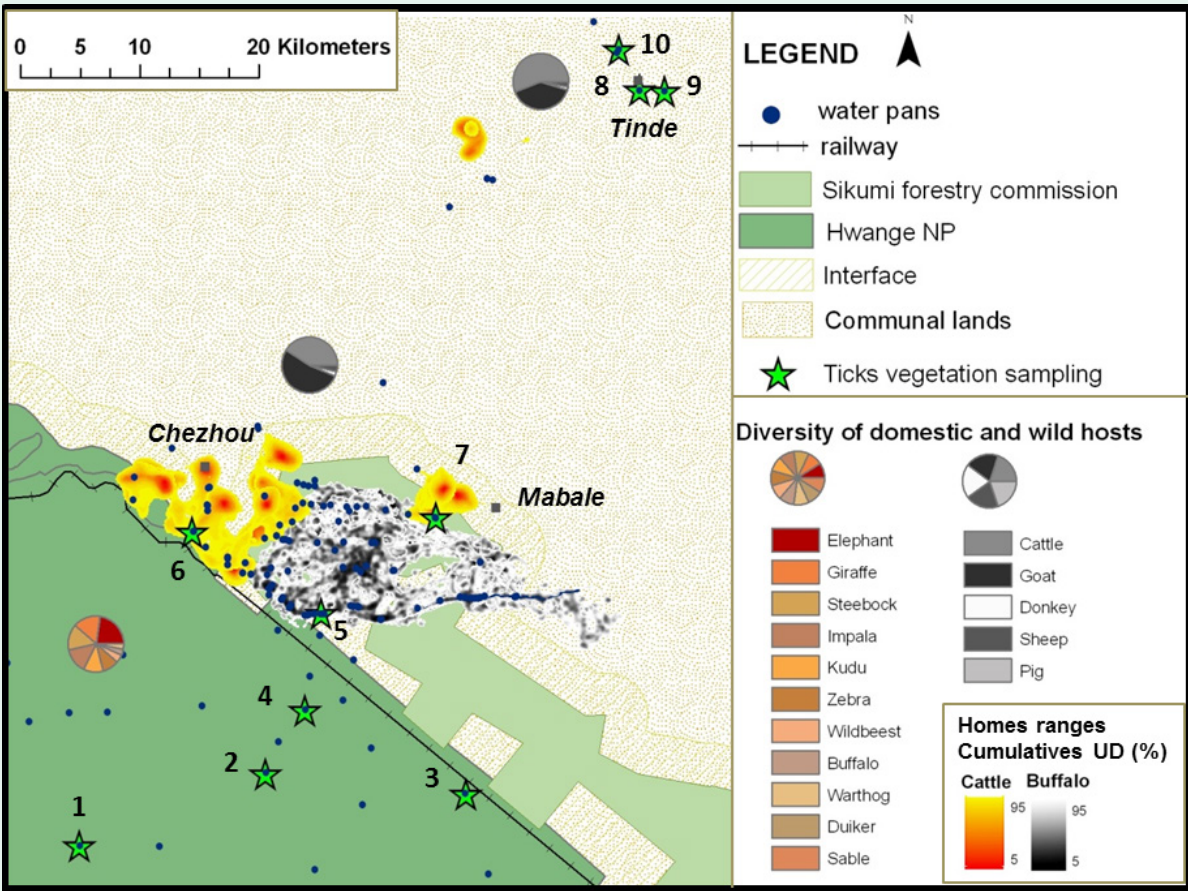 0 5 10 20 Kilometers
10
8 9
Tinde
Chezhou
7
Mabale
6
5
4
2
3
1
N
LEGEND
water pans
railway
Sikumi forestry commission
Hwange NP
Interface
Communal lands
Ticks vegetation sampling
Diversity of domestic and wild hosts
Elephant
Giraffe
Steebock
Impala
Kudu
Zebra
Wildbeest
Buffalo
Warthog
Duiker
Sable
Cattle
Goat
Donkey
Sheep
Pig
Homes ranges
Cumulatives UD (%)
Cattle Buffalo
95 95
5 5